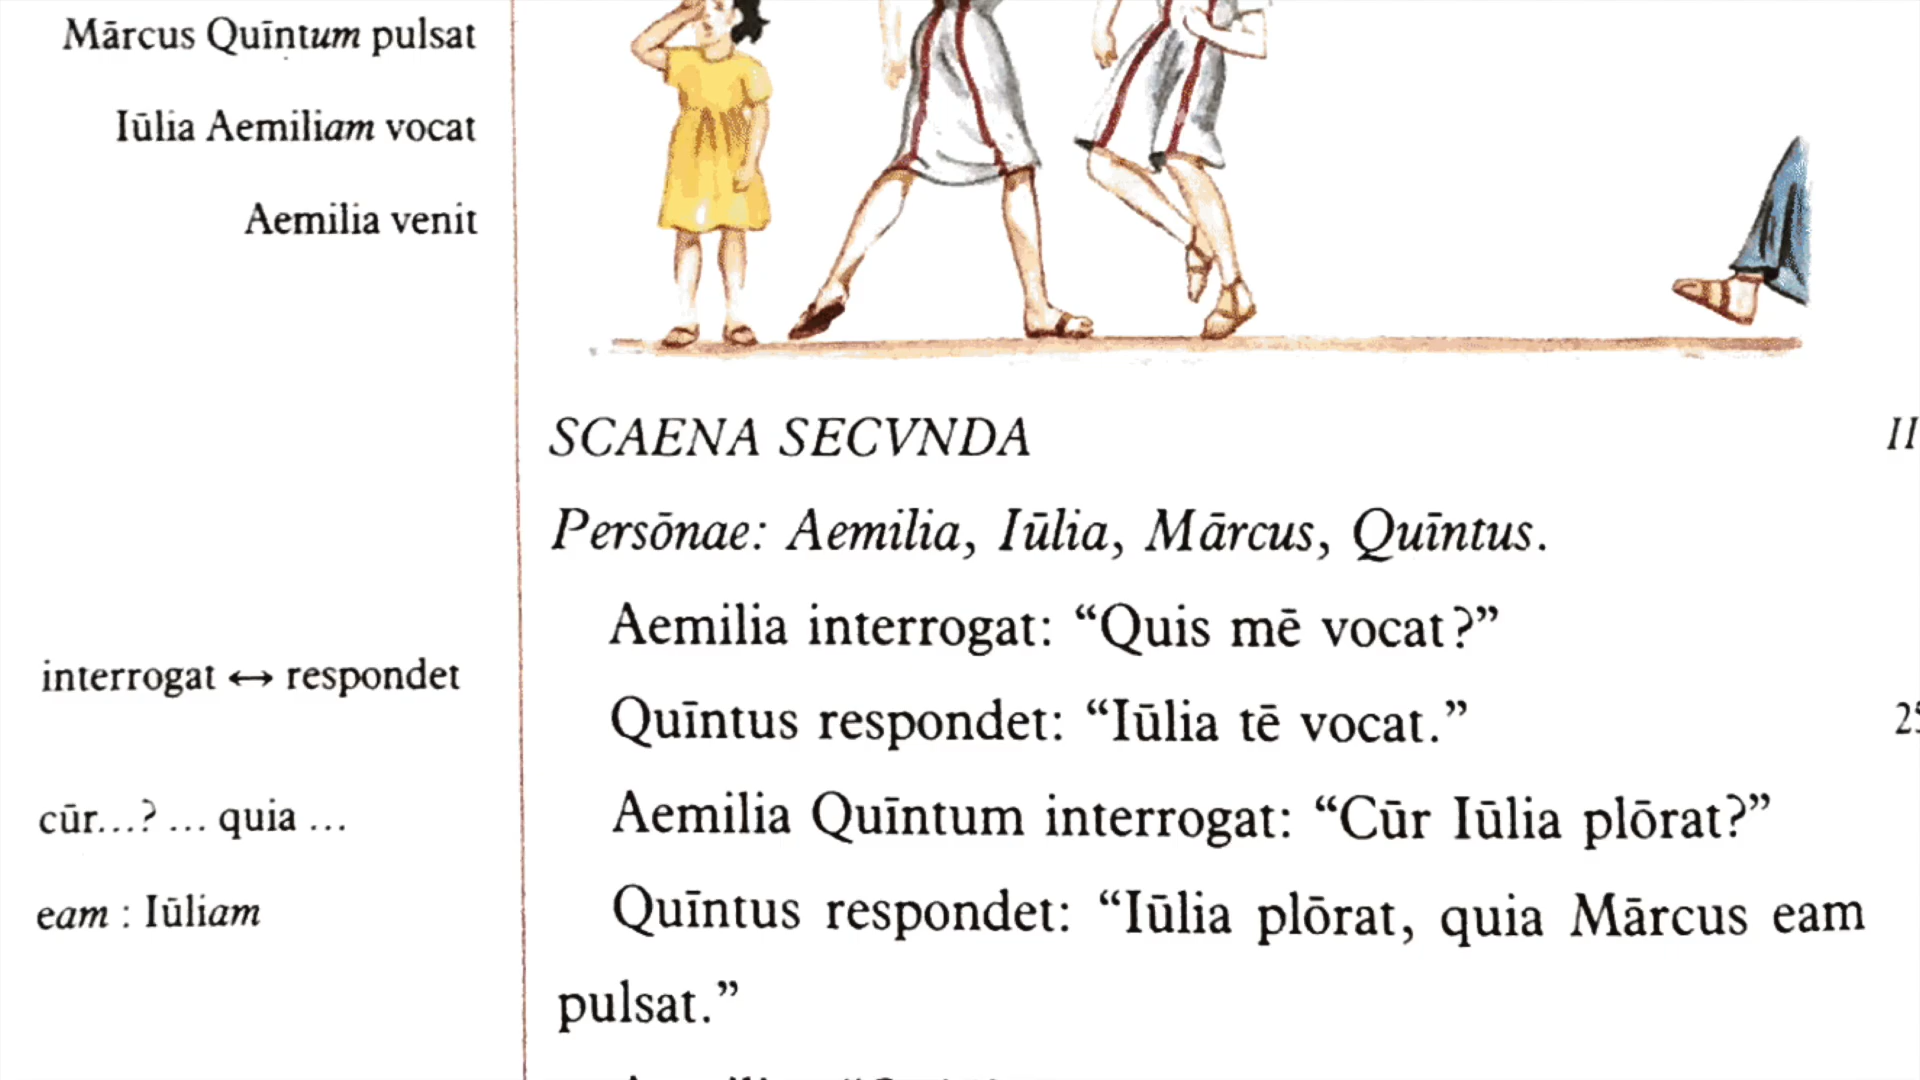 Mārcus Quīntum pulsat
Iūlia Aemiliam vocat
Aemilia venit
SCAENA SECVNDA
II
Persōnae: Aemilia, Iūlia, Mārcus, Quīntus.
Aemilia interrogat: “Quis mē vocat?”
interrogat ↔ respondet
Quīntus respondet: “Iūlia tē vocat.”
Aemilia Quīntum interrogat: “Cūr Iūlia plōrat?”
cūr...? ... quia ...
Quīntus respondet: “Iūlia plōrat, quia Mārcus eam
eam : Iūliam
pulsat.”